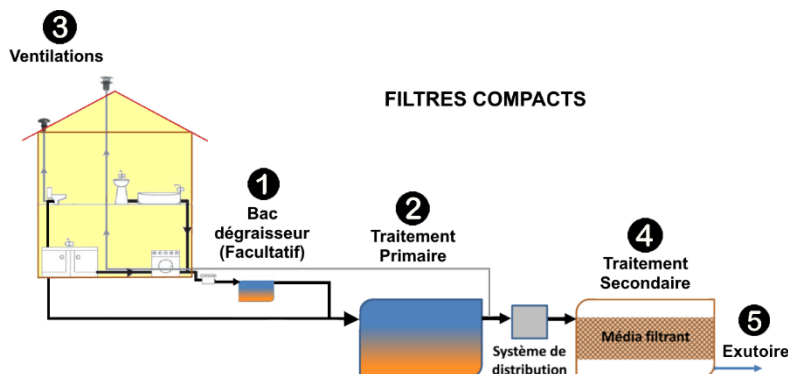 3
Ventilations
FILTRES COMPACTS
1
Bac
dégraisseur
(Facultatif)
2
Traitement
Primaire
4
Traitement
Secondaire
Média filtrant
Système de
distribution
5
Exutoire